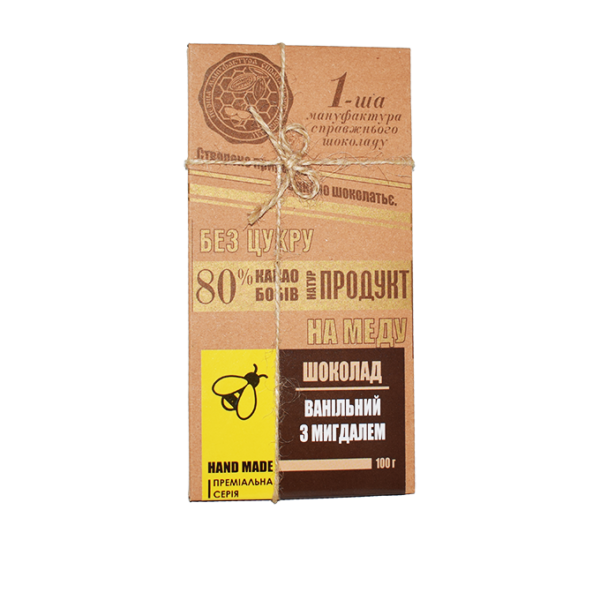 1-ша
мануфактура
справжнього
шоколаду
Створено
шоколатьє.
БЕЗ ЦУКРУ
80% КАКАО БОБІВ НАТУР ПРОДУКТ
НА МЕДУ
ШОКОЛАД
ВАНІЛЬНИЙ
З МИГДАЛЕМ
100 г
HAND MADE
ПРЕМІАЛЬНА
СЕРІЯ